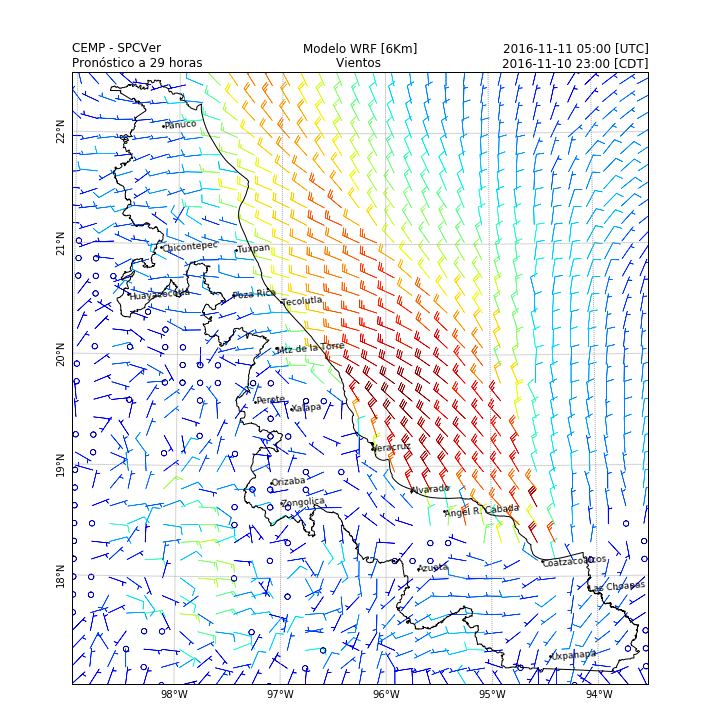 CEMP - SPCVer Modelo WRF [6Km] 2016-11-11 05:00 [UTC]
Pronóstico a 29 horas Vientos 2016-11-10 23:00 [CDT]
22°N
Pánuco
21°N
Chicontepec
Tuxpan
Huayacocotla
Poza Rica
Tecolutla
20°N
Mtz de la Torre
Perote
Xalapa
Veracruz
19°N
Orizaba
Alvarado
Zongolica
Angel R. Cabada
Coatzacoalcos
Azueta
18°N
Las Choapas
Uxpanapa
98°W 97°W 96°W 95°W 94°W